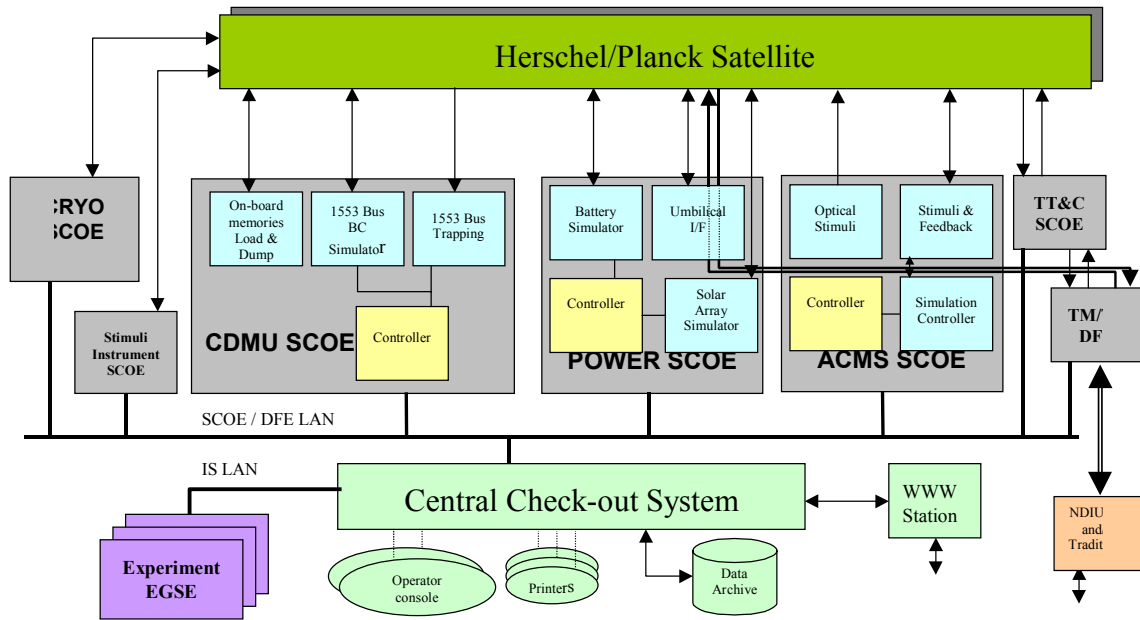 Herschel/Planck Satellite
CRYO
SCOE
Stimuli
Instrument
SCOE
On-board
memories
Load &
Dump
1553 Bus
BC
Simulator
1553 Bus
Trapping
Controller
CDMU SCOE
Battery
Simulator
Umbilical
I/F
Controller
Solar
Array
Simulator
POWER SCOE
Optical
Stimuli
Stimuli &
Feedback
Controller
Simulation
Controller
ACMS SCOE
TT&C
SCOE
TM/
DF
SCOE / DFE LAN
IS LAN
Central Check-out System
WWW
Station
NDIU
and
Tradit
Experiment
EGSE
Operator
console
Printers
Data
Archive